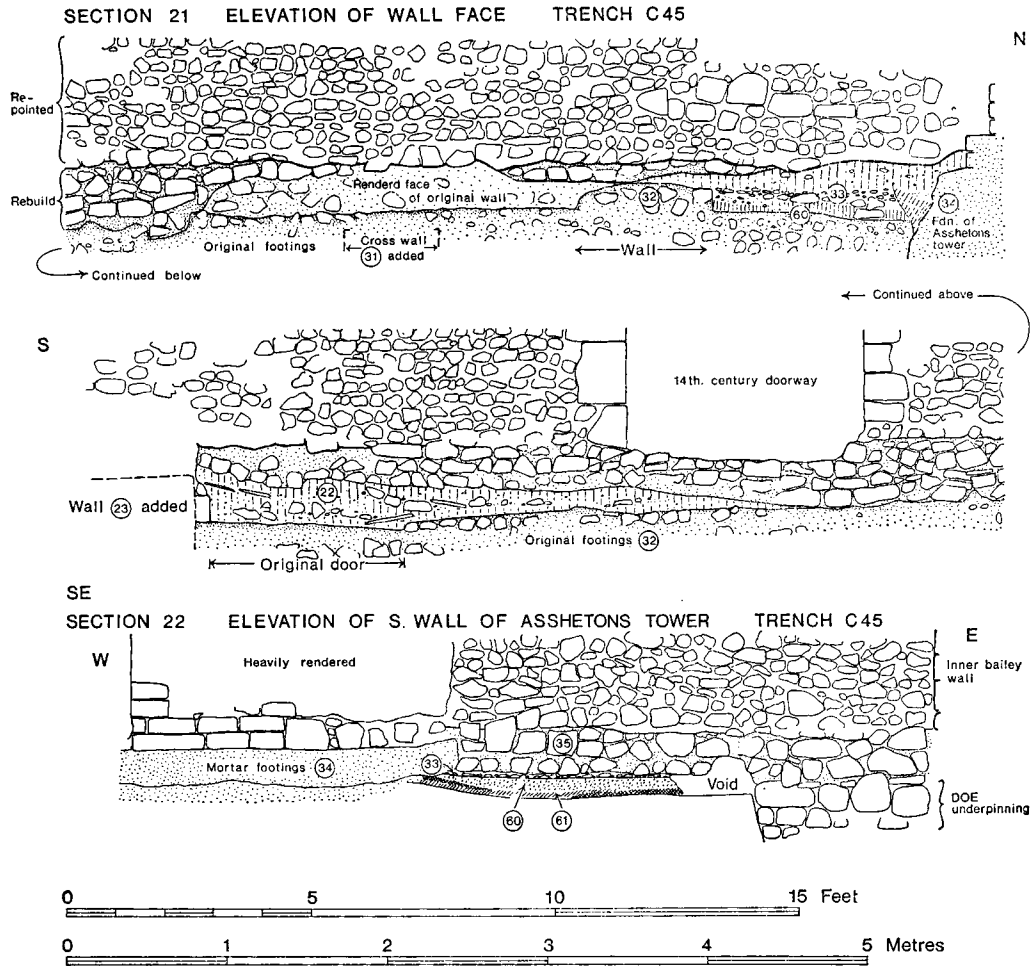 SECTION 21 ELEVATION OF WALL FACE TRENCH C45
N
Re-
pointed
Rebuild
Renderd face
of original wall
32
33
60
34
Fdn. of
Asshetons
tower
Original footings
Cross wall
31 added
Wall
Continued below
Continued above
S
14th. century doorway
22
Wall 23 added
Original footings 32
Original door
SE
SECTION 22 ELEVATION OF S. WALL OF ASSHETONS TOWER TRENCH C45
W
E
Heavily rendered
Inner bailey
wall
35
Mortar footings 34
33
Void
60
61
DOE
underpinning
0 5 10 15 Feet
0 1 2 3 4 5 Metres